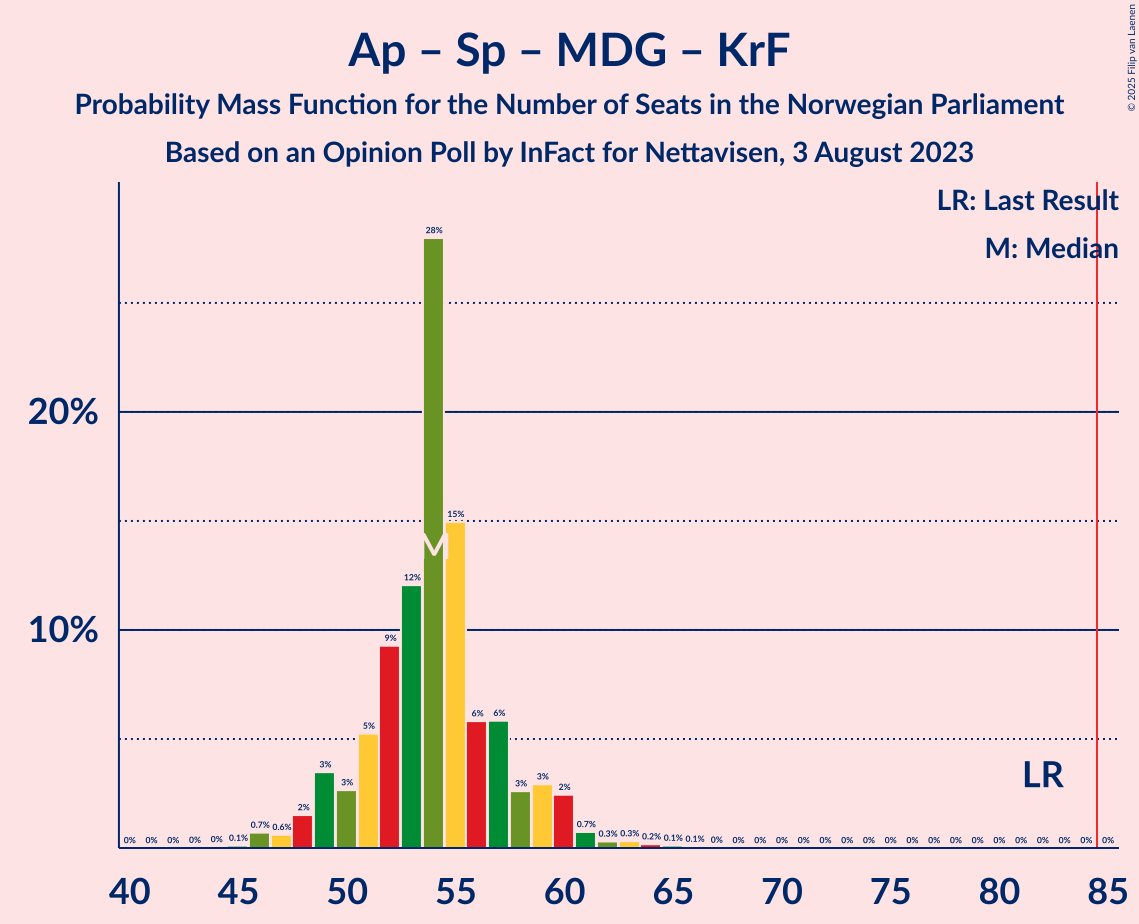 Ap – Sp – MDG – KrF
Probability Mass Function for the Number of Seats in the Norwegian Parliament
Based on an Opinion Poll by InFact for Nettavisen, 3 August 2023
© 2025 Filip van Laenen
LR: Last Result
M: Median
20%
10%
0% 0% 0% 0% 0% 0.1% 0.7% 0.6% 2% 3% 3% 5% 9% 12% 28% 15% 6% 6% 3% 3% 2% 0.7% 0.3% 0.3% 0.2% 0.1% 0.1% 0% 0% 0% 0% 0% 0% 0% 0% 0% 0% 0% 0% 0% 0% 0% 0% 0% 0% 0%
M
LR
40 45 50 55 60 65 70 75 80 85